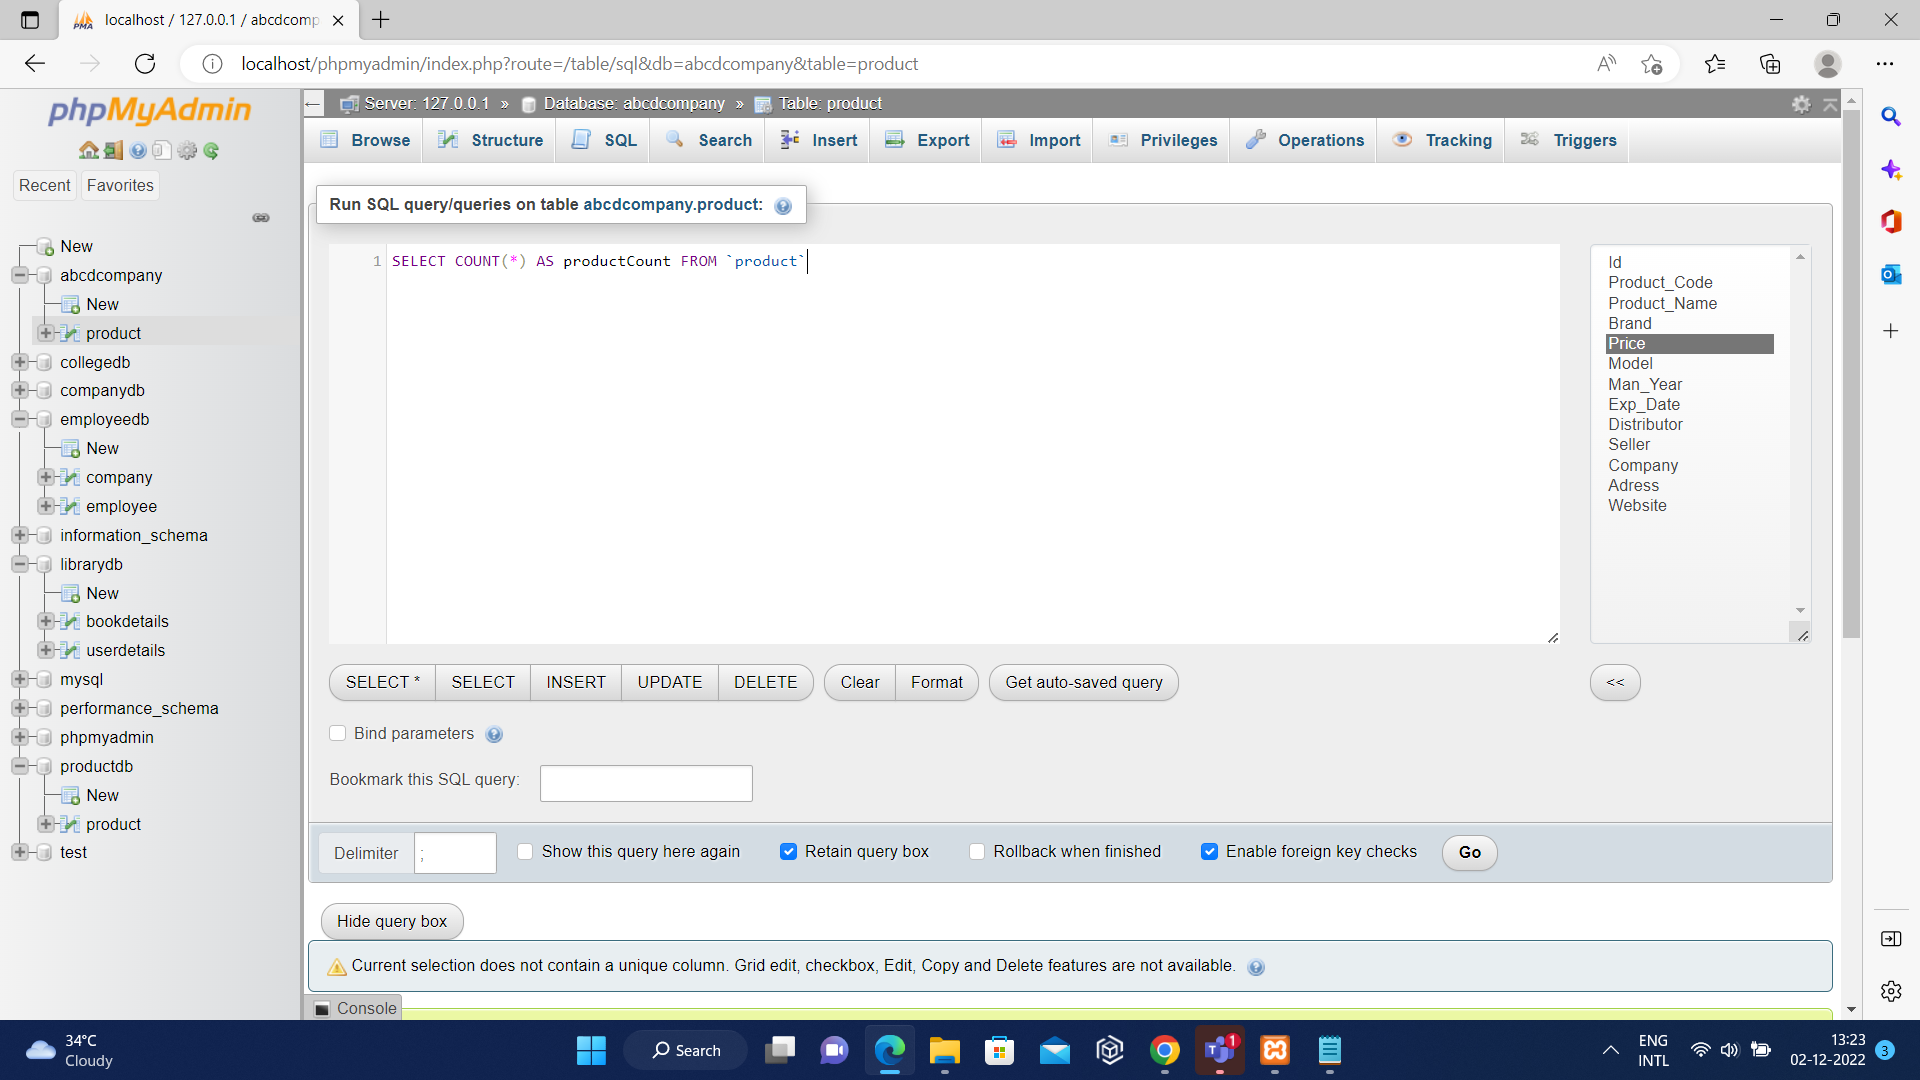 localhost / 127.0.0.1 / abcdcomp
localhost/phpmyadmin/index.php?route=/table/sql&db=abcdcompany&table=product
phpMyAdmin
Recent
Favorites
New
abcdcompany
New
product
collegedb
companydb
employeedb
New
company
employee
information_schema
librarydb
New
bookdetails
userdetails
mysql
performance_schema
phpmyadmin
productdb
New
product
test
Server: 127.0.0.1 » Database: abcdcompany » Table: product
Browse Structure SQL Search Insert Export Import Privileges Operations Tracking Triggers
Run SQL query/queries on table abcdcompany.product:
1 SELECT COUNT(*) AS productCount FROM `product`
Id
Product_Code
Product_Name
Brand
Price
Model
Man_Year
Exp_Date
Distributor
Seller
Company
Adress
Website
SELECT * SELECT INSERT UPDATE DELETE Clear Format Get auto-saved query <<
Bind parameters
Bookmark this SQL query:
Delimiter ; Show this query here again Retain query box Rollback when finished Enable foreign key checks Go
Hide query box
Current selection does not contain a unique column. Grid edit, checkbox, Edit, Copy and Delete features are not available.
Console
34°C
Cloudy
Search
1
ENG
INTL
13:23
02-12-2022
3